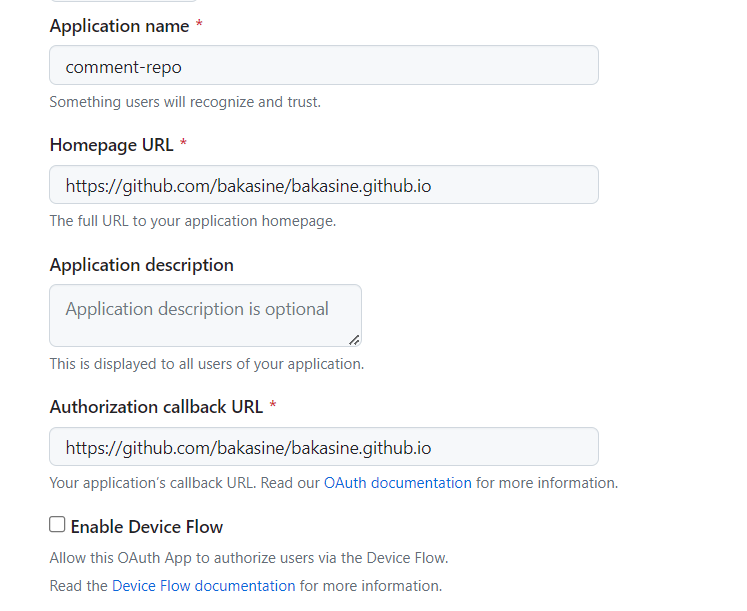 Application name *
comment-repo
Something users will recognize and trust.
Homepage URL *
https://github.com/bakasine/bakasine.github.io
The full URL to your application homepage.
Application description
Application description is optional
This is displayed to all users of your application.
Authorization callback URL *
https://github.com/bakasine/bakasine.github.io
Your application's callback URL. Read our OAuth documentation for more information.
Enable Device Flow
Allow this OAuth App to authorize users via the Device Flow.
Read the Device Flow documentation for more information.